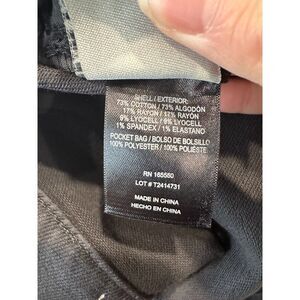 SHELL / EXTERIOR:
73% COTTON / 73% ALGODÓN
17% RAYON / 17% RAYÓN
9% LYOCELL / 9% LYOCELL
1% SPANDEX / 1% ELASTANO
POCKET BAG / BOLSO DE BOLSILLO
100% POLYESTER / 100% POLIÉSTE
RN 165560
LOT # T2414731
MADE IN CHINA
HECHO EN CHINA